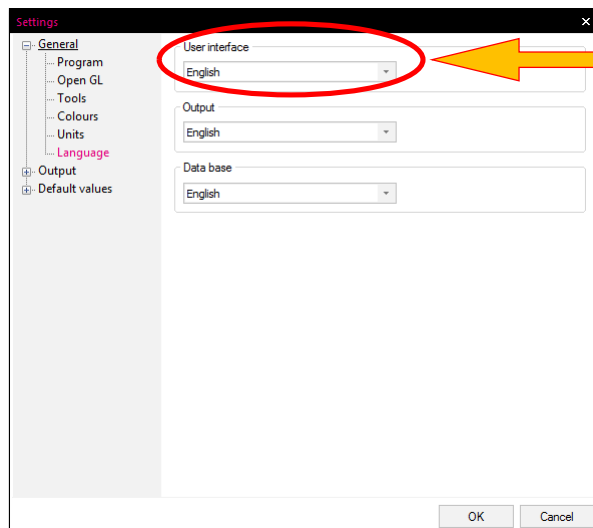 Settings
General
Program
Open GL
Tools
Colours
Units
Language
Output
Default values
User interface
English
Output
English
Data base
English
OK Cancel